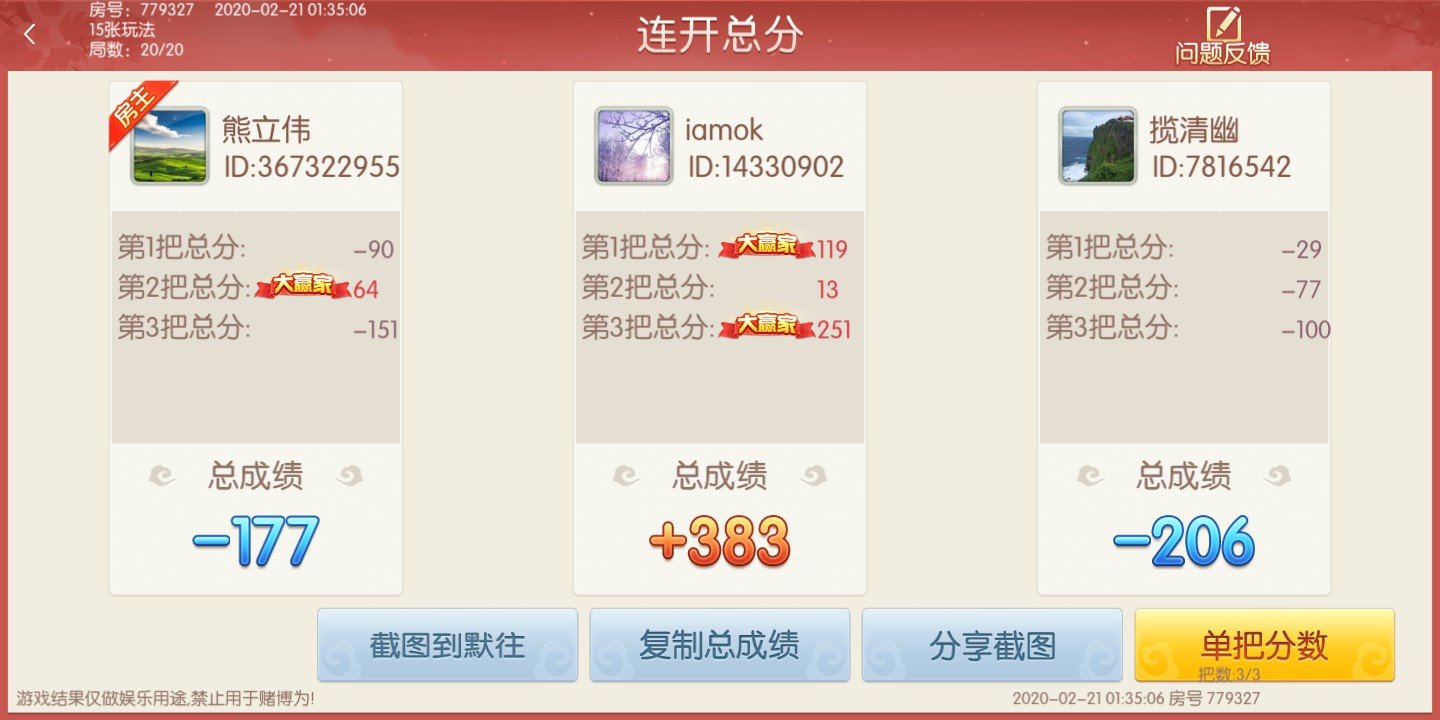 房号：779327 2020-02-21 01:35:06
15张玩法
局数：20/20
连开总分
问题反馈
房主
熊立伟
ID:367322955
第1把总分: -90
第2把总分: 大赢家 64
第3把总分: -151
总成绩
-177
iamok
ID:14330902
第1把总分: 大赢家 119
第2把总分: 13
第3把总分: 大赢家 251
总成绩
+383
揽清幽
ID:7816542
第1把总分: -29
第2把总分: -77
第3把总分: -100
总成绩
-206
截图到默往
复制总成绩
分享截图
单把分数
把数:3/3
游戏结果仅做娱乐用途,禁止用于赌博为!
2020-02-21 01:35:06 房号 779327